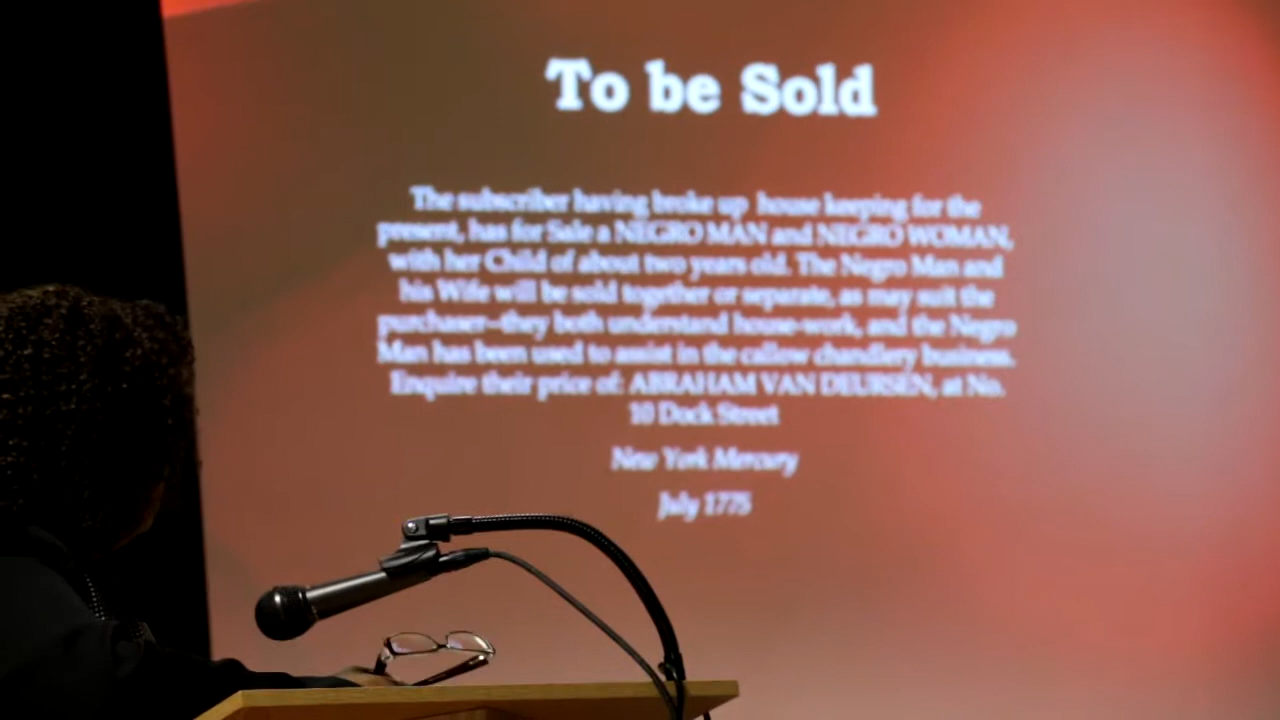 To be Sold
The subscriber having broke up house keeping for the
present, has for Sale a NEGRO MAN and NEGRO WOMAN,
with her Child of about two years old. The Negro Man and
his Wife will be sold together or separate, as may suit the
purchaser--they both understand house-work, and the Negro
Man has been used to assist in the callow chandlery business.
Enquire their price of: ABRAHAM VAN DEURSEN, at No.
10 Dock Street
New York Mercury
July 1775